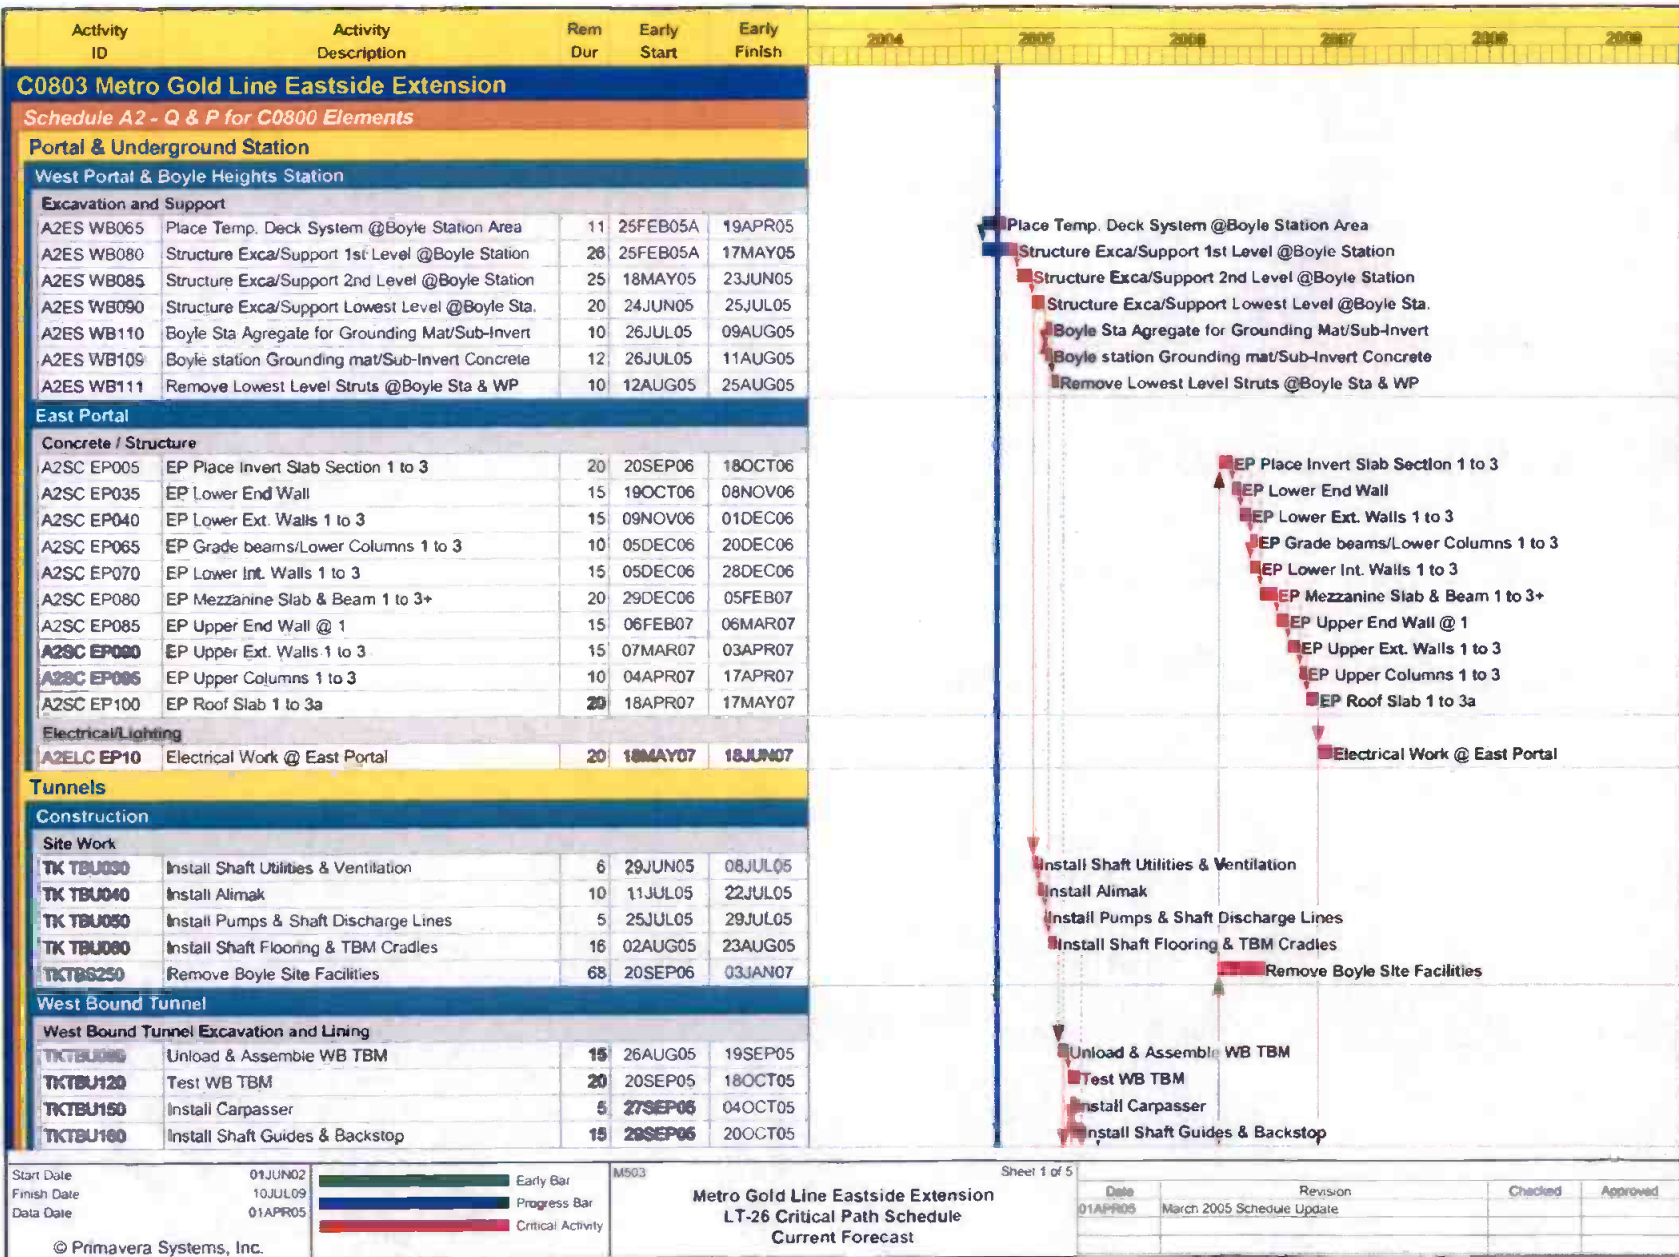 Activity ID Activity Description Rem Dur Early Start Early Finish 2004 2005 2006 2007 2008 2009
C0803 Metro Gold Line Eastside Extension
Schedule A2 - Q & P for C0800 Elements
Portal & Underground Station
West Portal & Boyle Heights Station
Excavation and Support
A2ES WB065 Place Temp. Deck System @Boyle Station Area 11 25FEB05A 19APR05 Place Temp. Deck System @Boyle Station Area
A2ES WB080 Structure Exca/Support 1st Level @Boyle Station 26 25FEB05A 17MAY05 Structure Exca/Support 1st Level @Boyle Station
A2ES WB085 Structure Exca/Support 2nd Level @Boyle Station 25 18MAY05 23JUN05 Structure Exca/Support 2nd Level @Boyle Station
A2ES WB090 Structure Exca/Support Lowest Level @Boyle Sta. 20 24JUN05 25JUL05 Structure Exca/Support Lowest Level @Boyle Sta.
A2ES WB110 Boyle Sta Agregate for Grounding Mat/Sub-Invert 10 26JUL05 09AUG05 Boyle Sta Agregate for Grounding Mat/Sub-Invert
A2ES WB109 Boyle station Grounding mat/Sub-Invert Concrete 12 26JUL05 11AUG05 Boyle station Grounding mat/Sub-Invert Concrete
A2ES WB111 Remove Lowest Level Struts @Boyle Sta & WP 10 12AUG05 25AUG05 Remove Lowest Level Struts @Boyle Sta & WP
East Portal
Concrete / Structure
A2SC EP005 EP Place Invert Slab Section 1 to 3 20 20SEP06 18OCT06 EP Place Invert Slab Section 1 to 3
A2SC EP035 EP Lower End Wall 15 19OCT06 08NOV06 EP Lower End Wall
A2SC EP040 EP Lower Ext. Walls 1 to 3 15 09NOV06 01DEC06 EP Lower Ext. Walls 1 to 3
A2SC EP065 EP Grade beams/Lower Columns 1 to 3 10 05DEC06 20DEC06 EP Grade beams/Lower Columns 1 to 3
A2SC EP070 EP Lower Int. Walls 1 to 3 15 05DEC06 28DEC06 EP Lower Int. Walls 1 to 3
A2SC EP080 EP Mezzanine Slab & Beam 1 to 3+ 20 29DEC06 05FEB07 EP Mezzanine Slab & Beam 1 to 3+
A2SC EP085 EP Upper End Wall @ 1 15 06FEB07 06MAR07 EP Upper End Wall @ 1
A2SC EP090 EP Upper Ext. Walls 1 to 3 15 07MAR07 03APR07 EP Upper Ext. Walls 1 to 3
A2SC EP095 EP Upper Columns 1 to 3 10 04APR07 17APR07 EP Upper Columns 1 to 3
A2SC EP100 EP Roof Slab 1 to 3a 20 18APR07 17MAY07 EP Roof Slab 1 to 3a
Electrical/Lighting
A2ELC EP10 Electrical Work @ East Portal 20 18MAY07 18JUN07 Electrical Work @ East Portal
Tunnels
Construction
Site Work
TK TBU030 Install Shaft Utilities & Ventilation 6 29JUN05 08JUL05 Install Shaft Utilities & Ventilation
TK TBU040 Install Alimak 10 11JUL05 22JUL05 Install Alimak
TK TBU050 Install Pumps & Shaft Discharge Lines 5 25JUL05 29JUL05 Install Pumps & Shaft Discharge Lines
TK TBU060 Install Shaft Flooring & TBM Cradles 16 02AUG05 23AUG05 Install Shaft Flooring & TBM Cradles
TKTBS250 Remove Boyle Site Facilities 68 20SEP06 03JAN07 Remove Boyle Site Facilities
West Bound Tunnel
West Bound Tunnel Excavation and Lining
Unload & Assemble WB TBM 15 26AUG05 19SEP05 Unload & Assemble WB TBM
TKTBU120 Test WB TBM 20 20SEP05 18OCT05 Test WB TBM
TKTBU150 Install Carpasser 5 27SEP05 04OCT05 Install Carpasser
TKTBU160 Install Shaft Guides & Backstop 15 29SEP05 20OCT05 Install Shaft Guides & Backstop
Start Date 01JUN02
Finish Date 10JUL09
Data Date 01APR05
© Primavera Systems, Inc.
Early Bar
Progress Bar
Critical Activity
M503 Sheet 1 of 5
Metro Gold Line Eastside Extension
LT-26 Critical Path Schedule
Current Forecast
Date Revision Checked Approved
01APR05 March 2005 Schedule Update